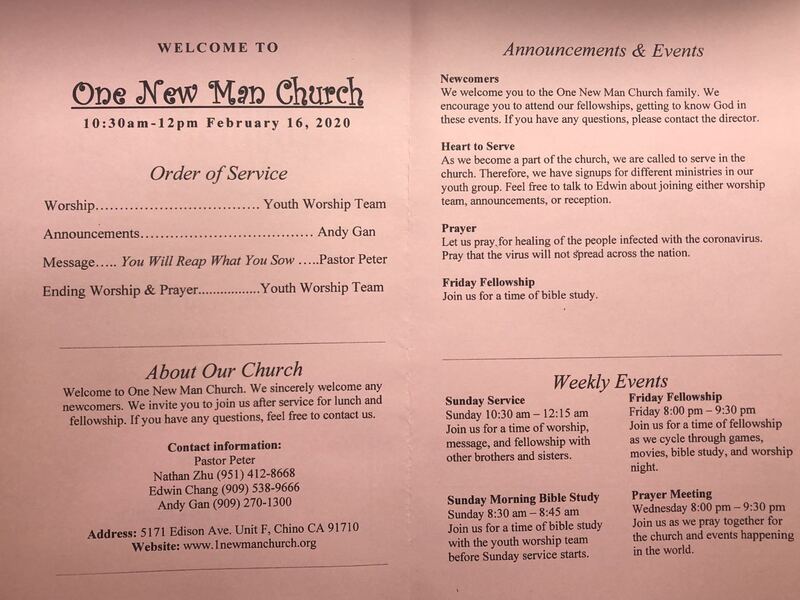 WELCOME TO
One New Man Church
10:30am-12pm February 16, 2020
Order of Service
Worship.................................... Youth Worship Team
Announcements.................................. Andy Gan
Message..... You Will Reap What You Sow .....Pastor Peter
Ending Worship & Prayer.................Youth Worship Team
About Our Church
Welcome to One New Man Church. We sincerely welcome any
newcomers. We invite you to join us after service for lunch and
fellowship. If you have any questions, feel free to contact us.
Contact information:
Pastor Peter
Nathan Zhu (951) 412-8668
Edwin Chang (909) 538-9666
Andy Gan (909) 270-1300
Address: 5171 Edison Ave. Unit F, Chino CA 91710
Website: www.1newmanchurch.org
Announcements & Events
Newcomers
We welcome you to the One New Man Church family. We
encourage you to attend our fellowships, getting to know God in
these events. If you have any questions, please contact the director.
Heart to Serve
As we become a part of the church, we are called to serve in the
church. Therefore, we have signups for different ministries in our
youth group. Feel free to talk to Edwin about joining either worship
team, announcements, or reception.
Prayer
Let us pray for healing of the people infected with the coronavirus.
Pray that the virus will not spread across the nation.
Friday Fellowship
Join us for a time of bible study.
Weekly Events
Sunday Service
Sunday 10:30 am – 12:15 am
Join us for a time of worship,
message, and fellowship with
other brothers and sisters.
Sunday Morning Bible Study
Sunday 8:30 am – 8:45 am
Join us for a time of bible study
with the youth worship team
before Sunday service starts.
Friday Fellowship
Friday 8:00 pm – 9:30 pm
Join us for a time of fellowship
as we cycle through games,
movies, bible study, and worship
night.
Prayer Meeting
Wednesday 8:00 pm – 9:30 pm
Join us as we pray together for
the church and events happening
in the world.